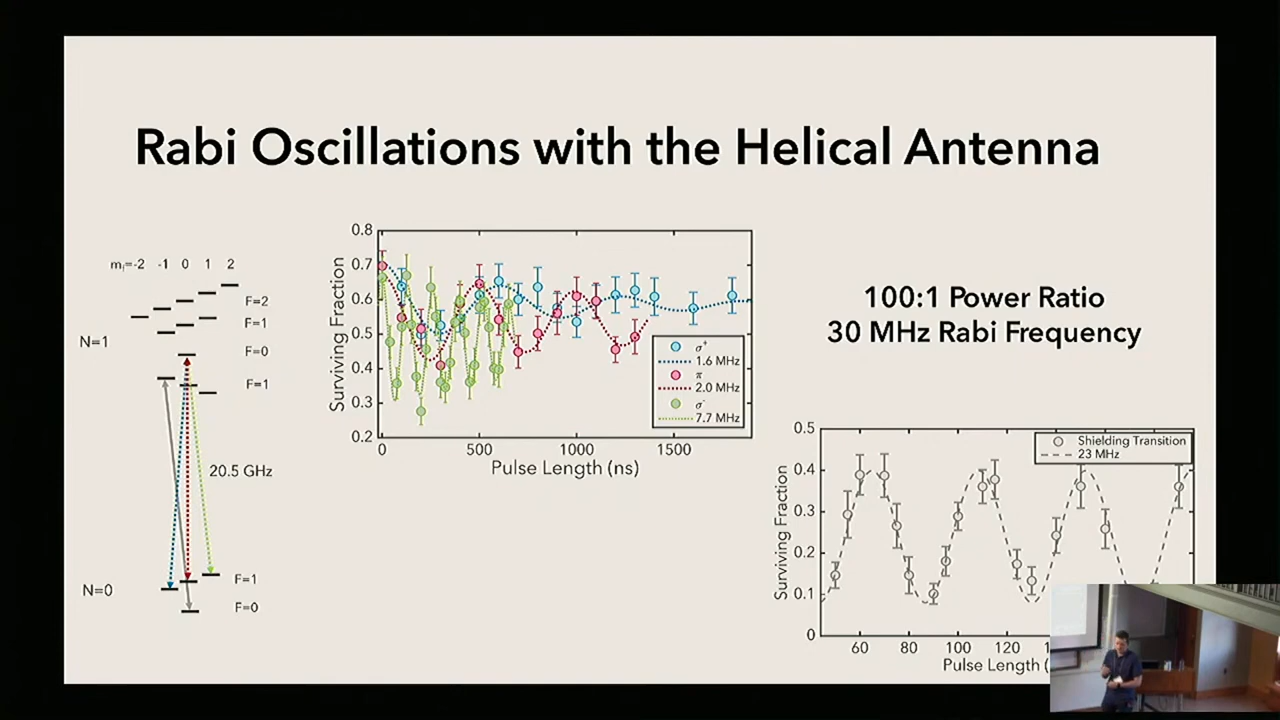 Rabi Oscillations with the Helical Antenna
m_f=-2 -1 0 1 2
F=2
F=1
N=1
F=0
F=1
20.5 GHz
F=1
N=0
F=0
Surviving Fraction
0.8
0.7
0.6
0.5
0.4
0.3
0.2
0 500 1000 1500
Pulse Length (ns)
σ⁺
1.6 MHz
π
2.0 MHz
σ⁻
7.7 MHz
100:1 Power Ratio
30 MHz Rabi Frequency
Surviving Fraction
0.5
0.4
0.3
0.2
0.1
0
Shielding Transition
23 MHz
60 80 100 120
Pulse Length (